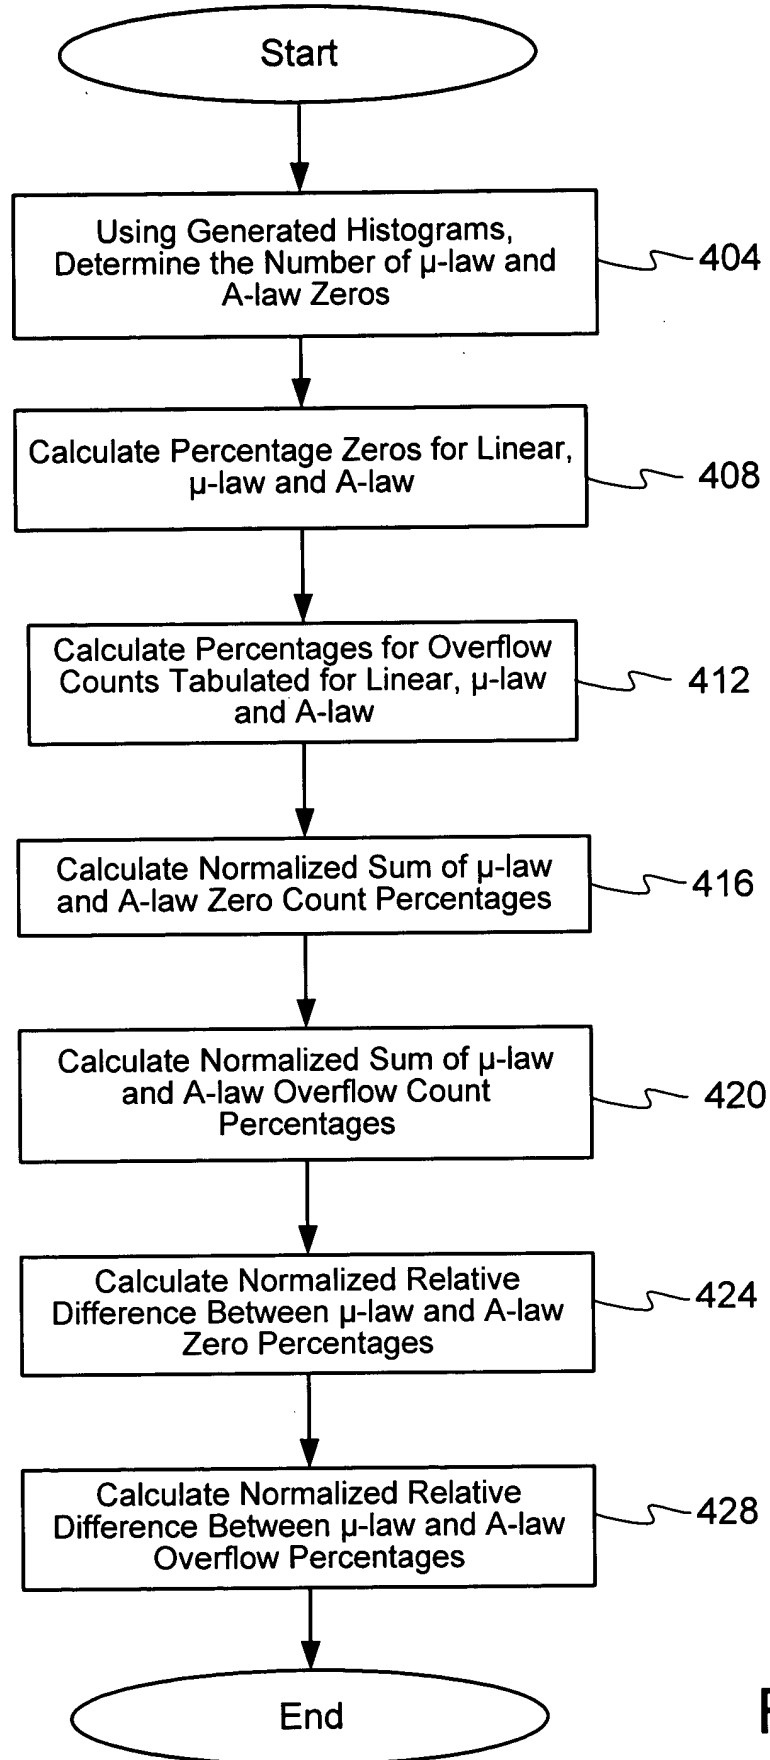 Start
Using Generated Histograms,
Determine the Number of μ-law and
A-law Zeros
404
Calculate Percentage Zeros for Linear,
μ-law and A-law
408
Calculate Percentages for Overflow
Counts Tabulated for Linear, μ-law
and A-law
412
Calculate Normalized Sum of μ-law
and A-law Zero Count Percentages
416
Calculate Normalized Sum of μ-law
and A-law Overflow Count
Percentages
420
Calculate Normalized Relative
Difference Between μ-law and A-law
Zero Percentages
424
Calculate Normalized Relative
Difference Between μ-law and A-law
Overflow Percentages
428
End